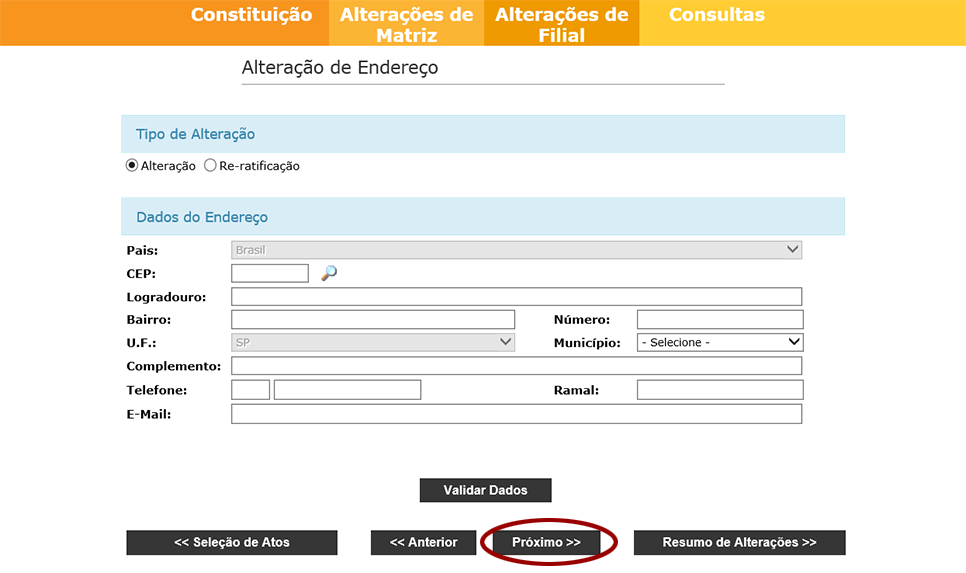 Constituição
Alterações de
Matriz
Alterações de
Filial
Consultas
Alteração de Endereço
Tipo de Alteração
Alteração Re-ratificação
Dados do Endereço
Pais: Brasil
CEP:
Logradouro:
Bairro: Número:
U.F.: SP Município: - Selecione -
Complemento:
Telefone: Ramal:
E-Mail:
Validar Dados
<< Seleção de Atos << Anterior Próximo >> Resumo de Alterações >>